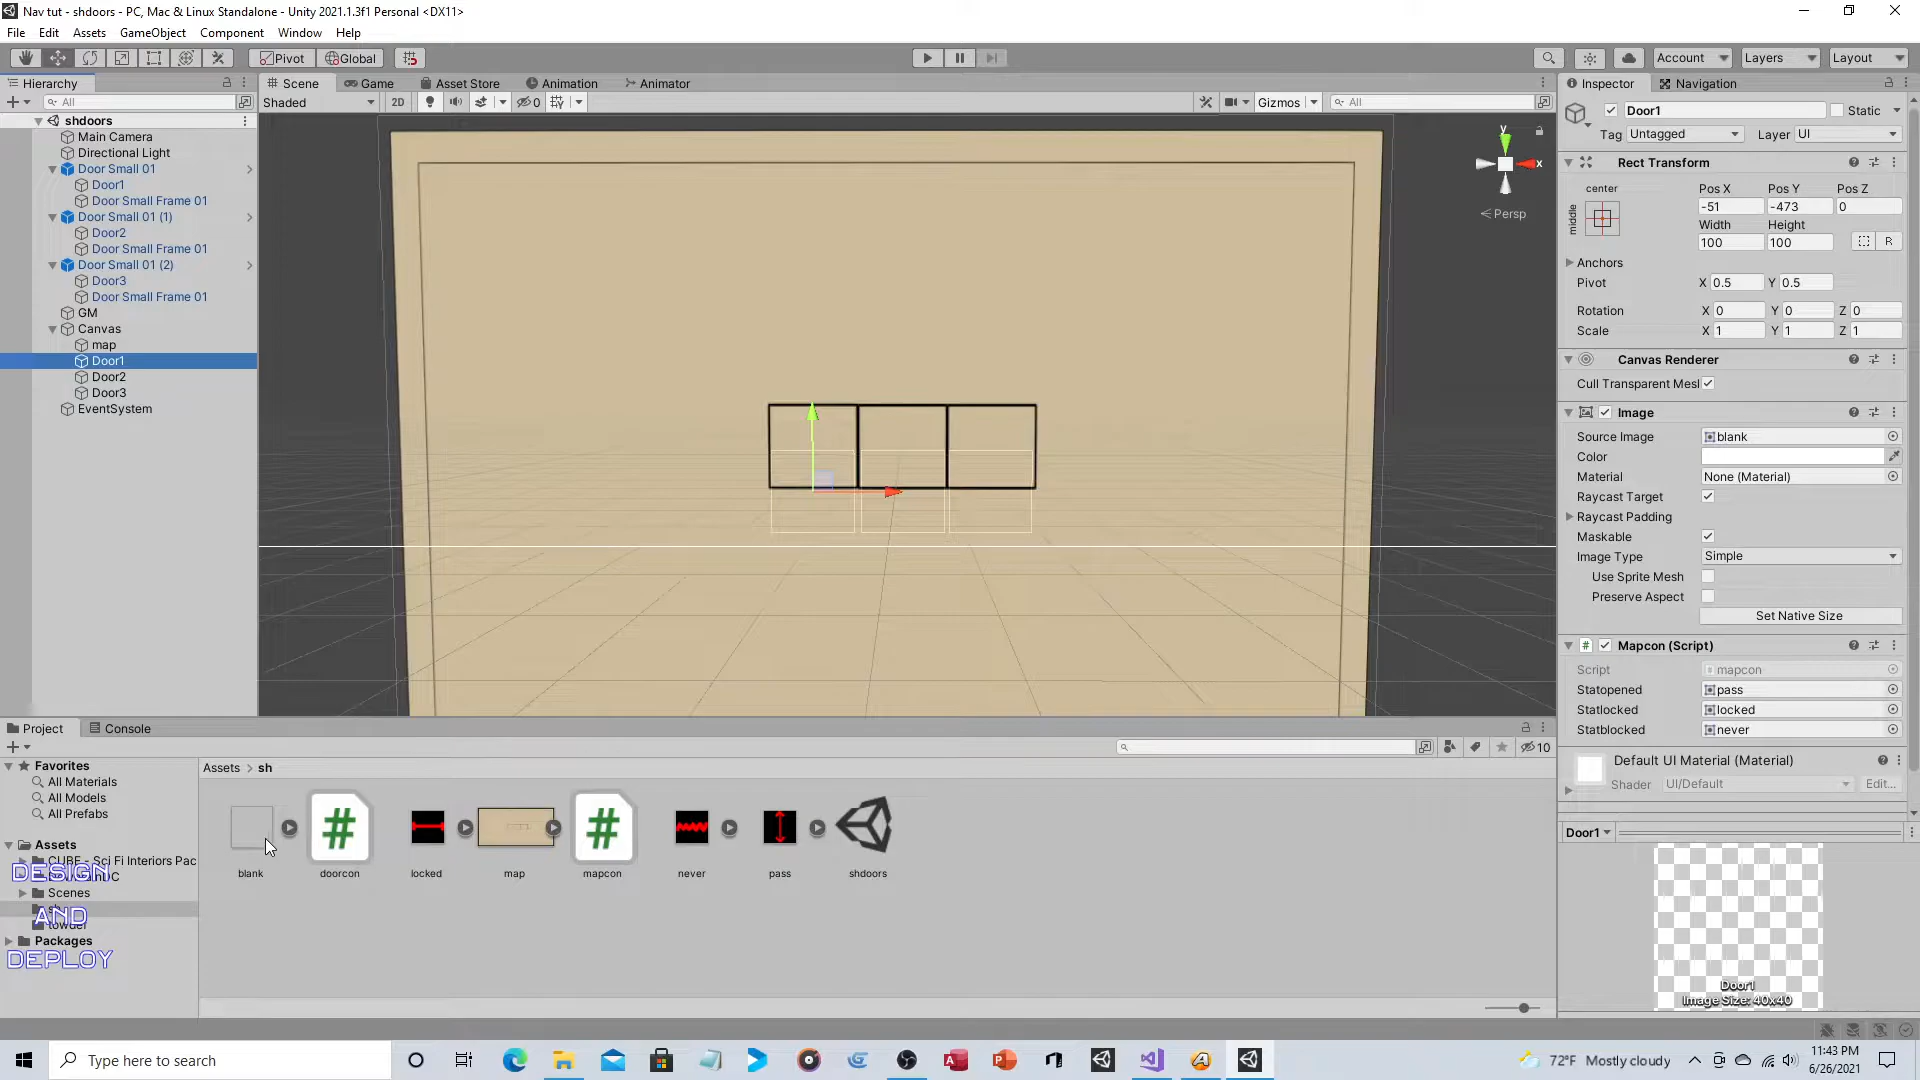 Nav tut - shdoors - PC, Mac & Linux Standalone - Unity 2021.1.3f1 Personal <DX11>
File Edit Assets GameObject Component Window Help
Pivot Global Account Layers Layout
Hierarchy
All
shdoors
Main Camera
Directional Light
Door Small 01
Door1
Door Small Frame 01
Door Small 01 (1)
Door2
Door Small Frame 01
Door Small 01 (2)
Door3
Door Small Frame 01
GM
Canvas
map
Door1
Door2
Door3
EventSystem
Scene Game Asset Store Animation Animator
Shaded 2D 0 Gizmos All
y
x
Persp
Inspector Navigation
Door1 Static
Tag Untagged Layer UI
Rect Transform
center Pos X Pos Y Pos Z
middle -51 -473 0
Width Height
100 100 R
Anchors
Pivot X 0.5 Y 0.5
Rotation X 0 Y 0 Z 0
Scale X 1 Y 1 Z 1
Canvas Renderer
Cull Transparent Mesl
Image
Source Image blank
Color
Material None (Material)
Raycast Target
Raycast Padding
Maskable
Image Type Simple
Use Sprite Mesh
Preserve Aspect
Set Native Size
# Mapcon (Script)
Script mapcon
Statopened pass
Statlocked locked
Statblocked never
Default UI Material (Material)
Shader UI/Default Edit...
Door1
Door1
Image Size: 40x40
Project Console
10
Favorites
All Materials
All Models
All Prefabs
Assets
CUBE - Sci Fi Interiors Pac
Scenes
Packages
DESIGN
AND
DEPLOY
Assets > sh
# #
blank doorcon locked map mapcon never pass shdoors
Type here to search
72°F Mostly cloudy
11:43 PM
6/26/2021